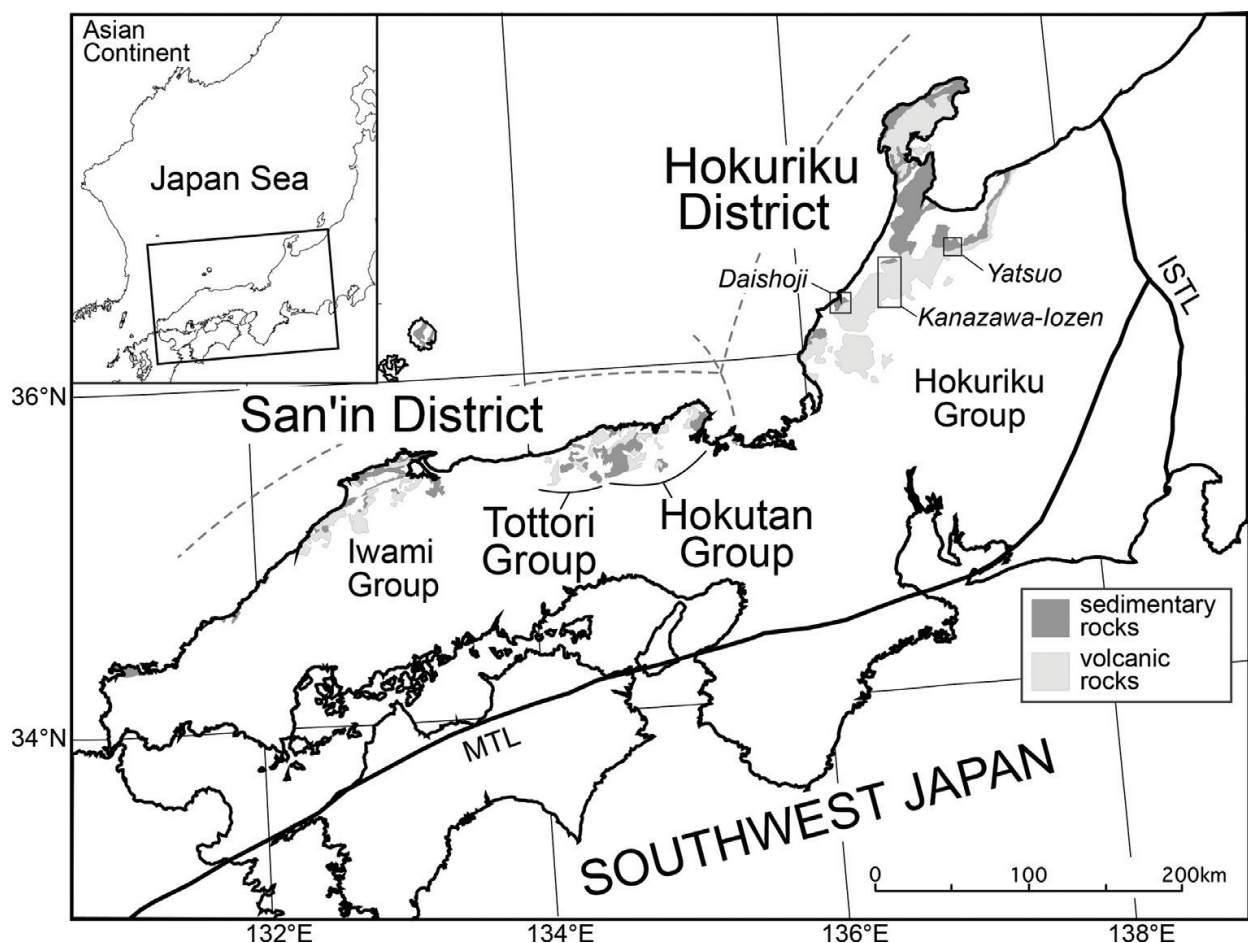 Asian
Continent
Japan Sea
Hokuriku
District
Daishoji
Yatsuo
Kanazawa-Iozen
ISTL
36°N
San'in District
Hokuriku
Group
Tottori
Group
Hokutan
Group
Iwami
Group
sedimentary
rocks
volcanic
rocks
34°N
MTL
SOUTHWEST JAPAN
0 100 200km
132°E 134°E 136°E 138°E